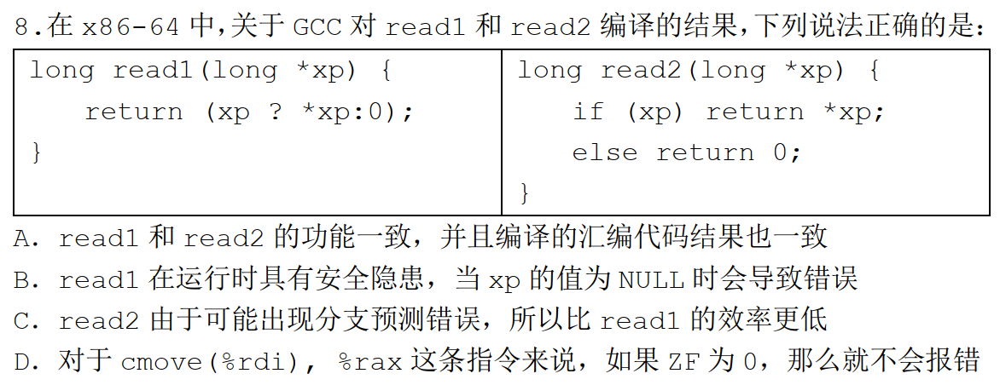 8.在 x86-64 中,关于 GCC 对 read1 和 read2 编译的结果,下列说法正确的是:
long read1(long *xp) {
return (xp ? *xp:0);
}
long read2(long *xp) {
if (xp) return *xp;
else return 0;
}
A. read1 和 read2 的功能一致，并且编译的汇编代码结果也一致
B. read1 在运行时具有安全隐患，当 xp 的值为 NULL 时会导致错误
C. read2 由于可能出现分支预测错误，所以比 read1 的效率更低
D. 对于 cmove(%rdi), %rax 这条指令来说，如果 ZF 为 0，那么就不会报错